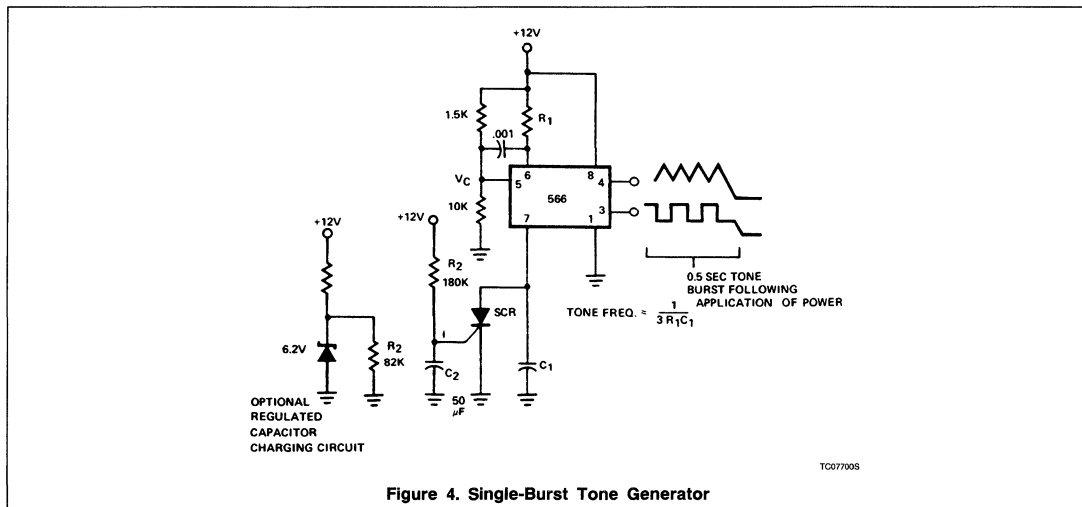 +12V
1.5K
R1
.001
6
8
VC
5
566
4
3
10K
7
1
+12V
+12V
R2
180K
SCR
0.5 SEC TONE
BURST FOLLOWING
APPLICATION OF POWER
TONE FREQ. ≈ 1
3 R1C1
6.2V
R2
82K
C2
C1
50
μF
OPTIONAL
REGULATED
CAPACITOR
CHARGING CIRCUIT
TC07700S
Figure 4. Single-Burst Tone Generator